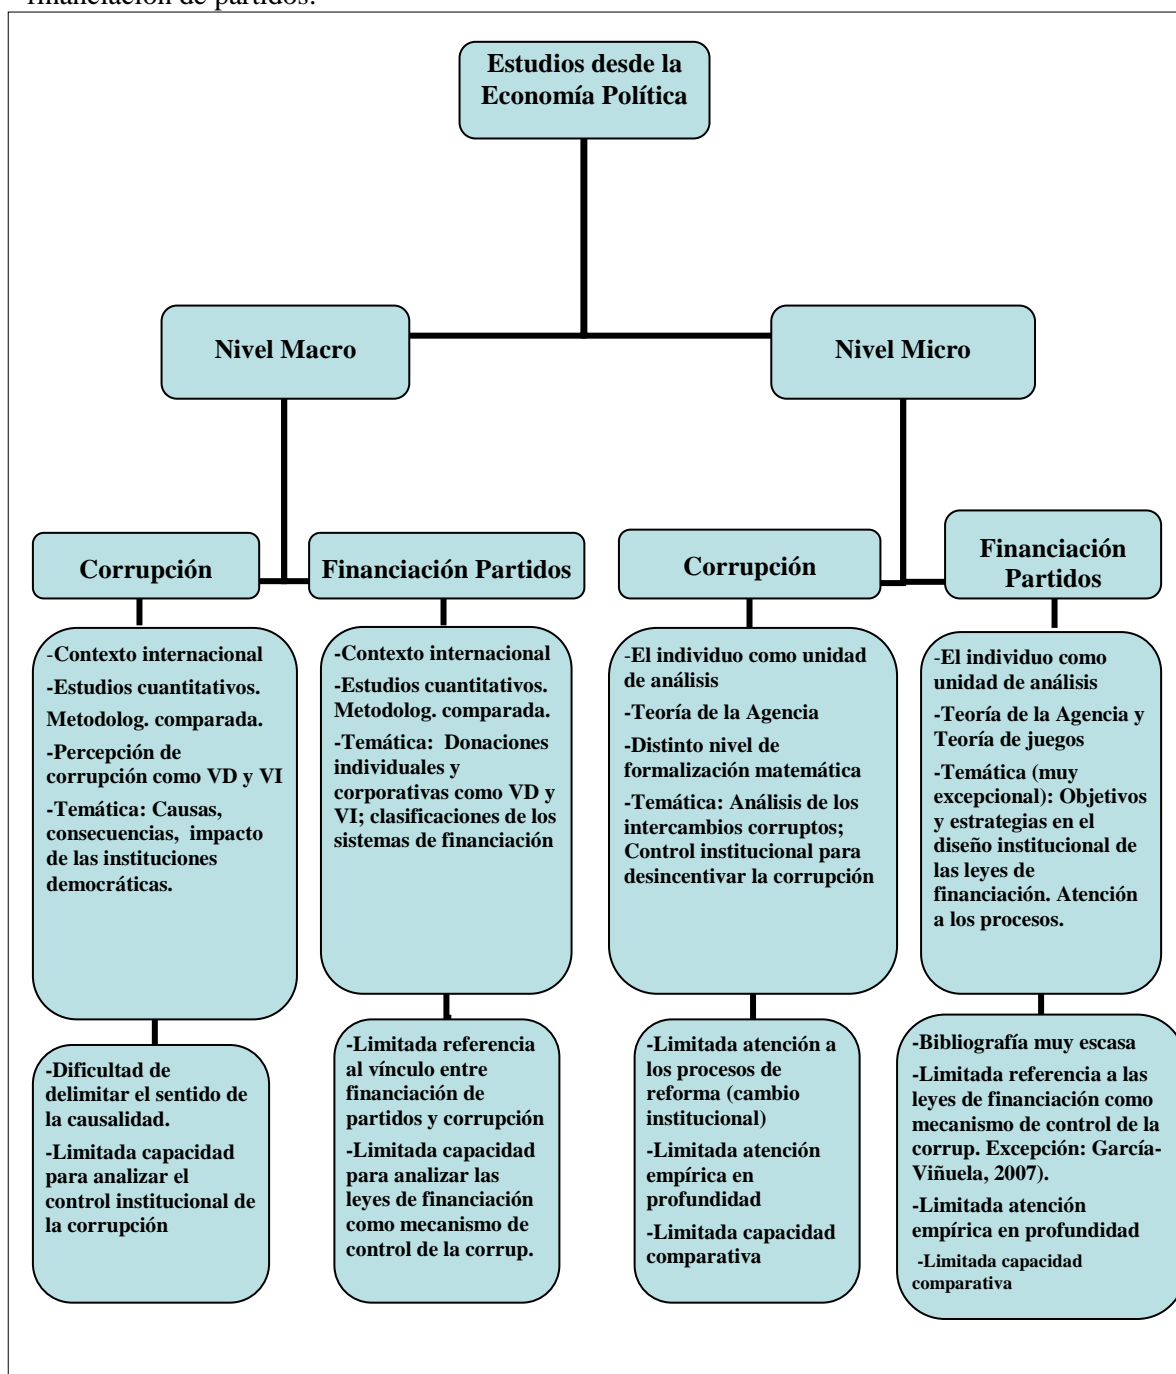 financiación de partidos.
Estudios desde la
Economía Política
Nivel Macro
Nivel Micro
Corrupción
Financiación Partidos
Corrupción
Financiación
Partidos
-Contexto internacional
-Estudios cuantitativos.
Metodolog. comparada.
-Percepción de
corrupción como VD y VI
-Temática: Causas,
consecuencias, impacto
de las instituciones
democráticas.
-Contexto internacional
-Estudios cuantitativos.
Metodolog. comparada.
-Temática: Donaciones
individuales y
corporativas como VD y
VI; clasificaciones de los
sistemas de financiación
-El individuo como unidad
de análisis
-Teoría de la Agencia
-Distinto nivel de
formalización matemática
-Temática: Análisis de los
intercambios corruptos;
Control institucional para
desincentivar la corrupción
-El individuo como
unidad de análisis
-Teoría de la Agencia y
Teoría de juegos
-Temática (muy
excepcional): Objetivos
y estrategias en el
diseño institucional de
las leyes de
financiación. Atención
a los procesos.
-Dificultad de
delimitar el sentido de
la causalidad.
-Limitada capacidad
para analizar el
control institucional de
la corrupción
-Limitada referencia
al vínculo entre
financiación de
partidos y corrupción
-Limitada capacidad
para analizar las
leyes de financiación
como mecanismo de
control de la corrup.
-Limitada atención a
los procesos de
reforma (cambio
institucional)
-Limitada atención
empírica en
profundidad
-Limitada capacidad
comparativa
-Bibliografía muy escasa
-Limitada referencia a las
leyes de financiación como
mecanismo de control de la
corrup. Excepción: García-
Viñuela, 2007).
-Limitada atención
empírica en profundidad
-Limitada capacidad
comparativa